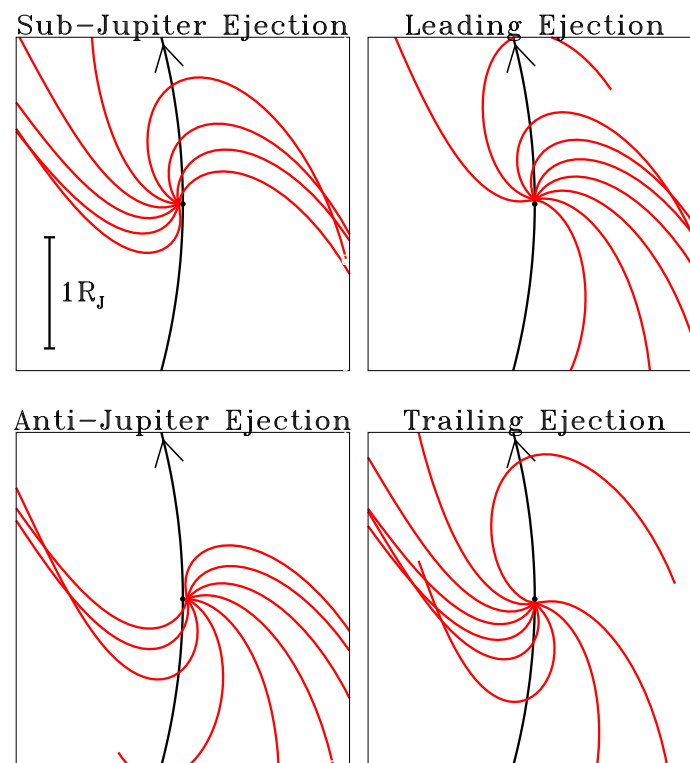 Sub-Jupiter Ejection
Leading Ejection
1R_J
Anti-Jupiter Ejection
Trailing Ejection